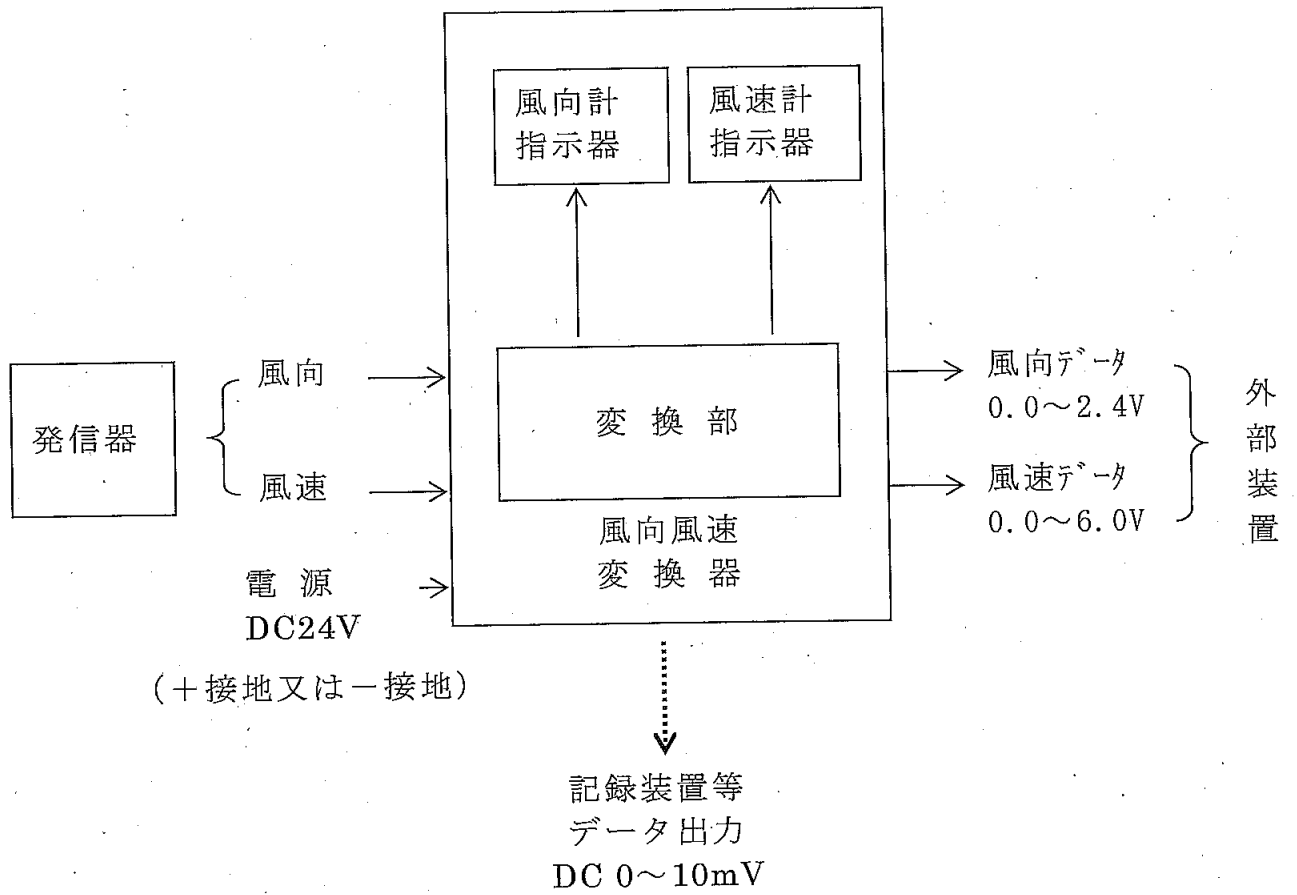 風向計
指示器
風速計
指示器
発信器
風向
風速
電源
DC24V
(+接地又は－接地)
変換部
風向風速
変換器
風向データ
0.0～2.4V
風速データ
0.0～6.0V
外部装置
記録装置等
データ出力
DC 0～10mV